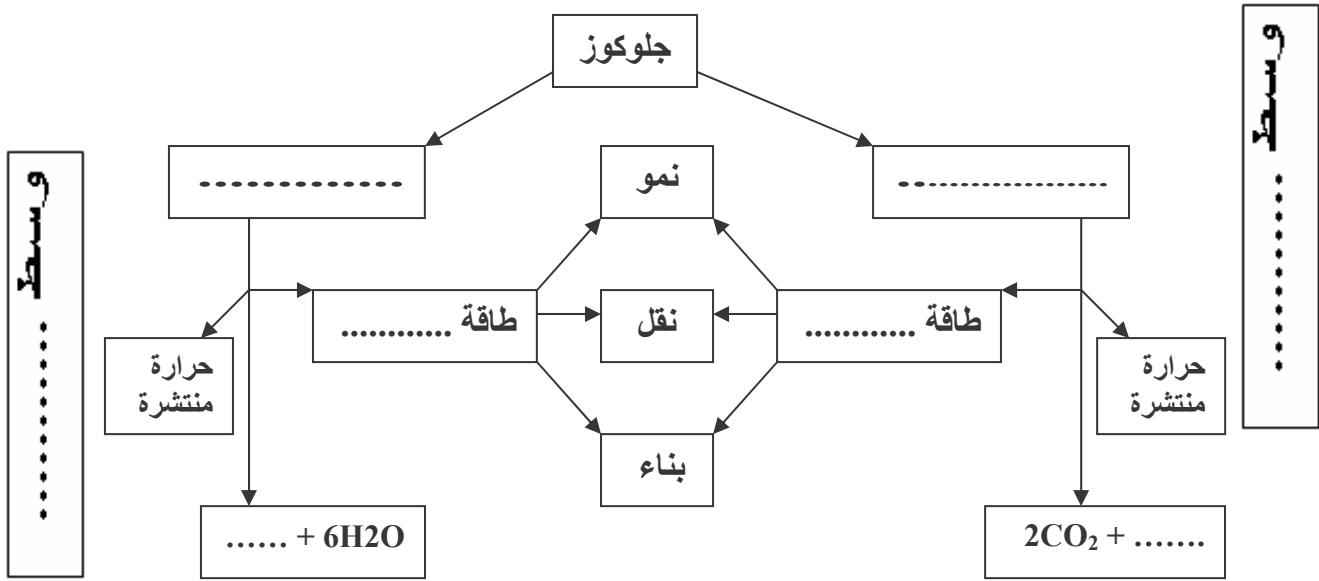 جلوكوز
وسط ..........
.................
نمو
.............
وسط ............
طاقة ............
نقل
طاقة ............
حرارة
منتشرة
حرارة
منتشرة
بناء
2CO₂ + …….
…… + 6H2O